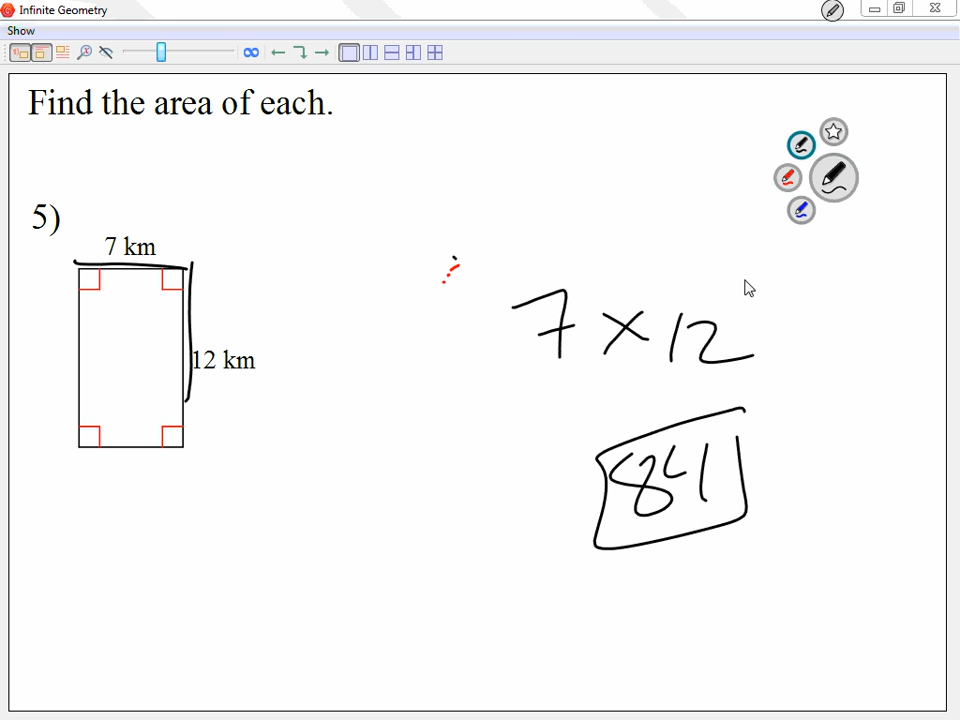 Infinite Geometry
Show
Find the area of each.
5)
7 km
12 km
7 × 12
84